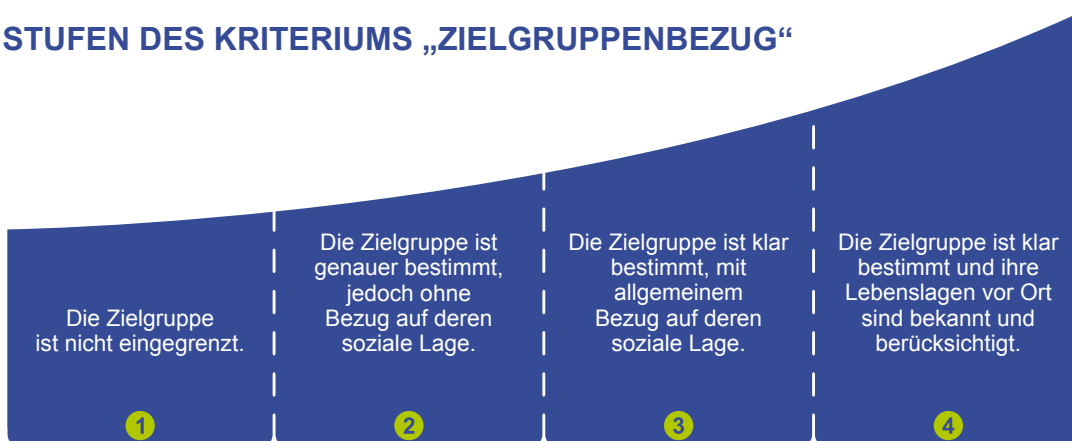 STUFEN DES KRITERIUMS „ZIELGRUPPENBEZUG“
Die Zielgruppe
ist nicht eingegrenzt.
1
Die Zielgruppe ist
genauer bestimmt,
jedoch ohne
Bezug auf deren
soziale Lage.
2
Die Zielgruppe ist klar
bestimmt, mit
allgemeinem
Bezug auf deren
soziale Lage.
3
Die Zielgruppe ist klar
bestimmt und ihre
Lebenslagen vor Ort
sind bekannt und
berücksichtigt.
4